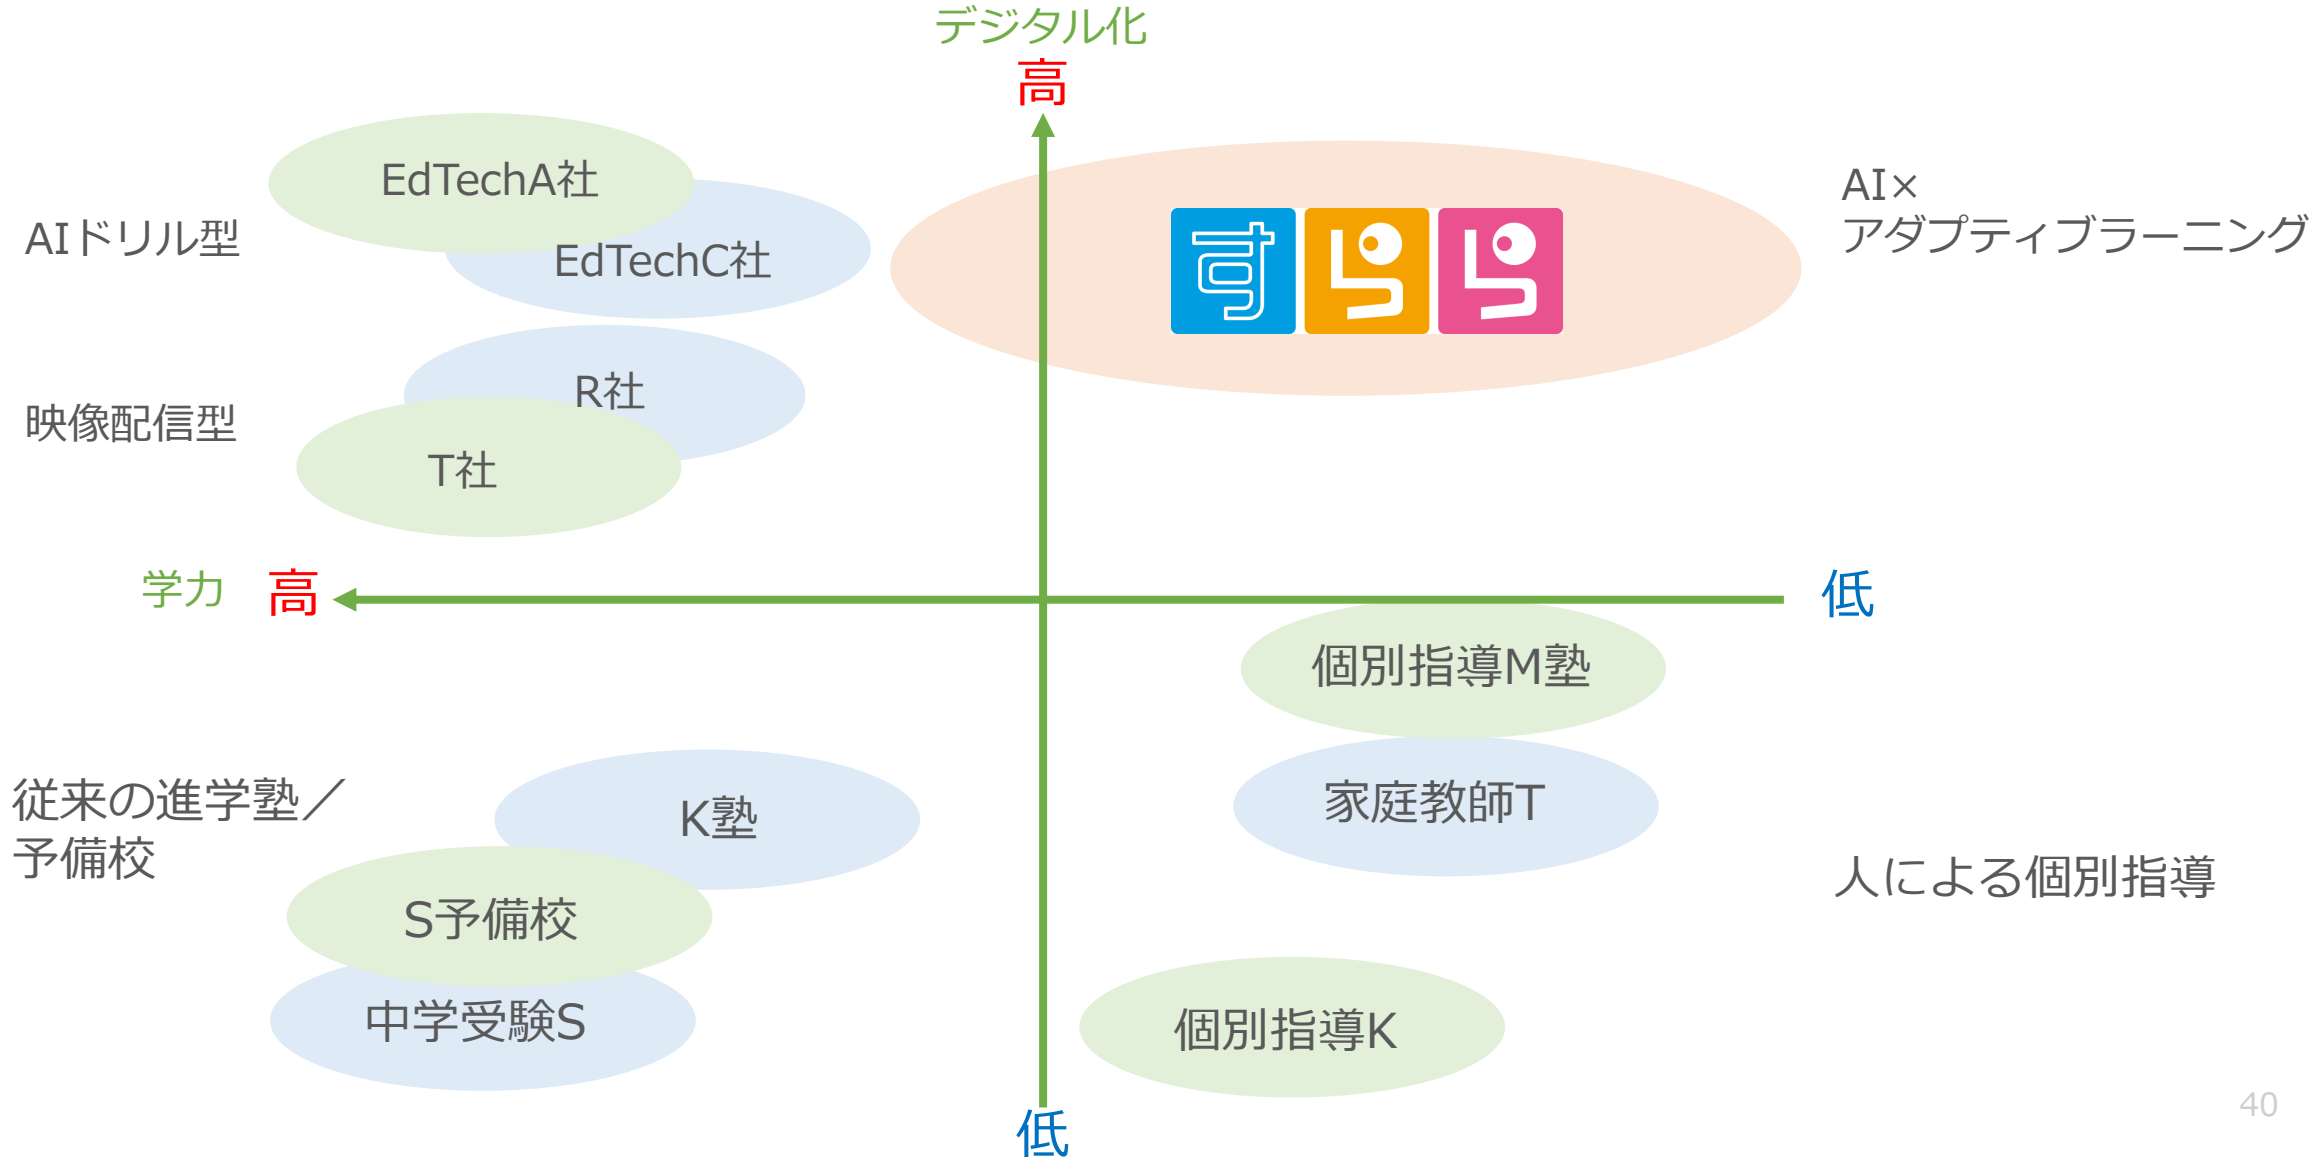 デジタル化
高
EdTechA社
AI×
アダプティブラーニング
AIドリル型
EdTechC社
すらら
R社
映像配信型
T社
学力
高
低
個別指導M塾
従来の進学塾／
予備校
K塾
家庭教師T
人による個別指導
S予備校
中学受験S
個別指導K
低
40